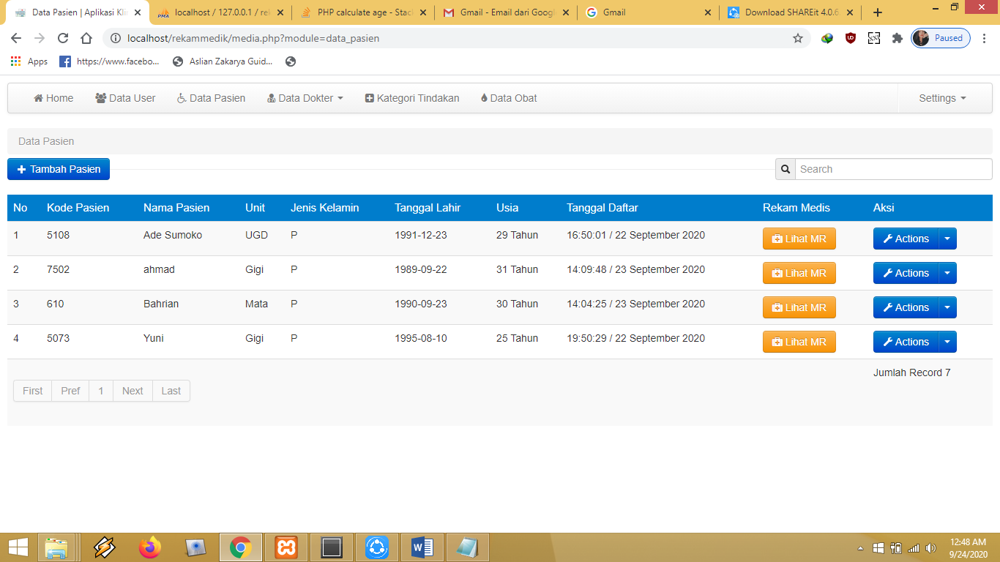 Data Pasien | Aplikasi Kli
localhost / 127.0.0.1 / rek
PHP calculate age - Stack
Gmail - Email dari Google
Gmail
Download SHAREit 4.0.6.
localhost/rekammedik/media.php?module=data_pasien
Paused
Apps
https://www.facebo...
Aslian Zakarya Guid...
Home
Data User
Data Pasien
Data Dokter
Kategori Tindakan
Data Obat
Settings
Data Pasien
Tambah Pasien
Search
No Kode Pasien Nama Pasien Unit Jenis Kelamin Tanggal Lahir Usia Tanggal Daftar Rekam Medis Aksi
1 5108 Ade Sumoko UGD P 1991-12-23 29 Tahun 16:50:01 / 22 September 2020 Lihat MR Actions
2 7502 ahmad Gigi P 1989-09-22 31 Tahun 14:09:48 / 23 September 2020 Lihat MR Actions
3 610 Bahrian Mata P 1990-09-23 30 Tahun 14:04:25 / 23 September 2020 Lihat MR Actions
4 5073 Yuni Gigi P 1995-08-10 25 Tahun 19:50:29 / 22 September 2020 Lihat MR Actions
Jumlah Record 7
First Pref 1 Next Last
12:48 AM
9/24/2020